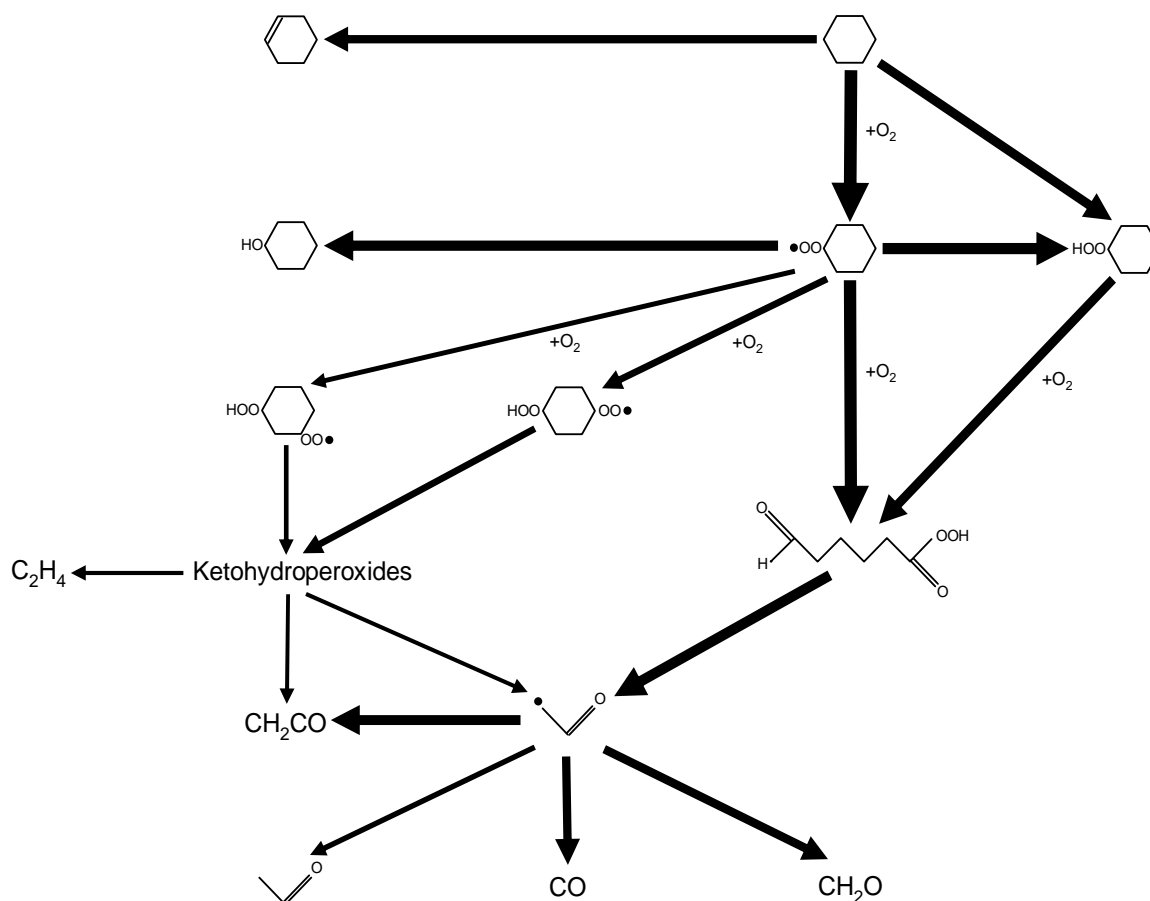 +O₂
HO
•OO
HOO
+O₂
+O₂
+O₂
+O₂
HOO
OO•
HOO
OO•
O
H
OOH
O
C₂H₄
Ketohydroperoxides
•
O
CH₂CO
O
CO
CH₂O